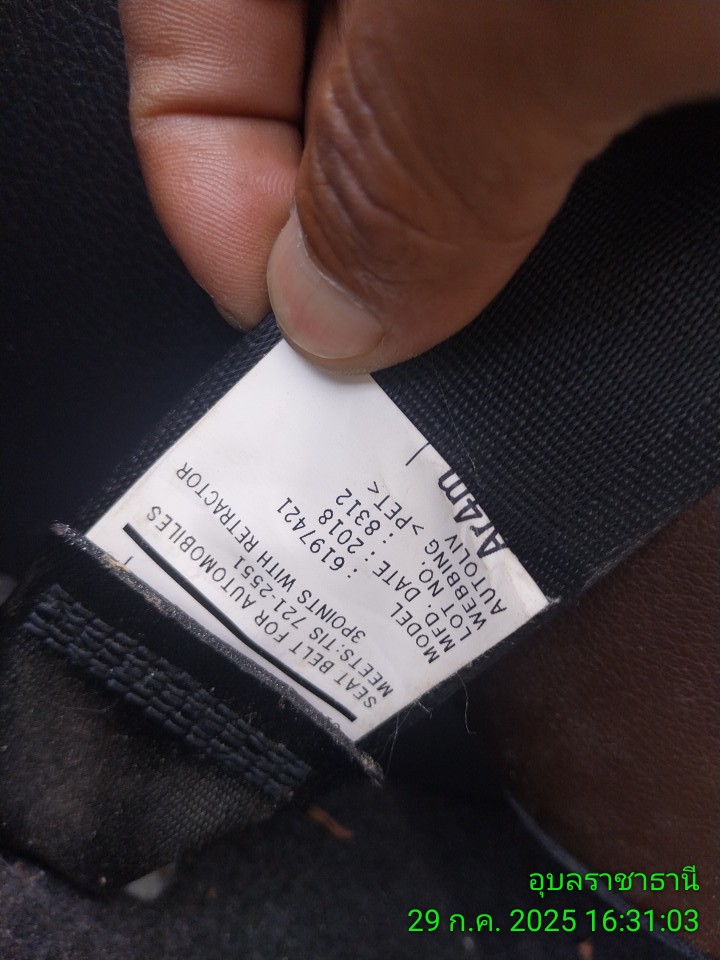 SEAT BELT FOR AUTOMOBILES
MEETS:TIS 721-2551
3POINTS WITH RETRACTOR
MODEL : 6197421
MFD. DATE : 2018
LOT NO. : 8312
WEBBING >PET<
AUTOLIV
Ar4m
อุบลราชธานี
29 ก.ค. 2025 16:31:03